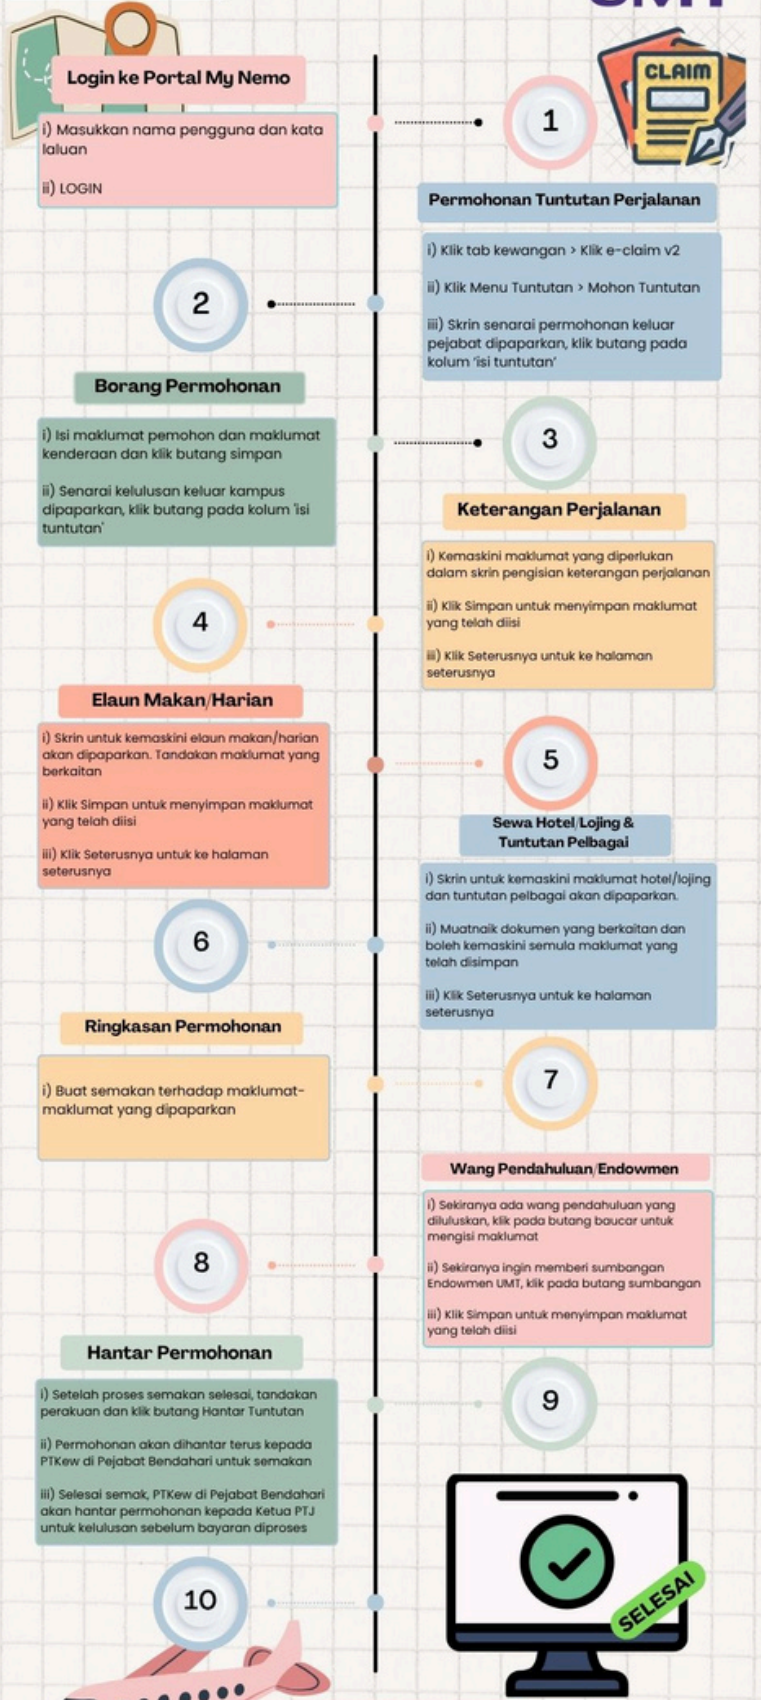 UMT
CLAIM
Login ke Portal My Nemo
i) Masukkan nama pengguna dan kata
laluan
ii) LOGIN
1
Permohonan Tuntutan Perjalanan
i) Klik tab kewangan > Klik e-claim v2
ii) Klik Menu Tuntutan > Mohon Tuntutan
iii) Skrin senarai permohonan keluar
pejabat dipaparkan, klik butang pada
kolum 'isi tuntutan'
2
Borang Permohonan
i) Isi maklumat pemohon dan maklumat
kenderaan dan klik butang simpan
ii) Senarai kelulusan keluar kampus
dipaparkan, klik butang pada kolum 'isi
tuntutan'
3
Keterangan Perjalanan
i) Kemaskini maklumat yang diperlukan
dalam skrin pengisian keterangan perjalanan
ii) Klik Simpan untuk menyimpan maklumat
yang telah diisi
iii) Klik Seterusnya untuk ke halaman
seterusnya
4
Elaun Makan/Harian
i) Skrin untuk kemaskini elaun makan/harian
akan dipaparkan. Tandakan maklumat yang
berkaitan
ii) Klik Simpan untuk menyimpan maklumat
yang telah diisi
iii) Klik Seterusnya untuk ke halaman
seterusnya
5
Sewa Hotel/Lojing &
Tuntutan Pelbagai
i) Skrin untuk kemaskini maklumat hotel/lojing
dan tuntutan pelbagai akan dipaparkan.
ii) Muatnaik dokumen yang berkaitan dan
boleh kemaskini semula maklumat yang
telah disimpan
iii) Klik Seterusnya untuk ke halaman
seterusnya
6
Ringkasan Permohonan
i) Buat semakan terhadap maklumat-
maklumat yang dipaparkan
7
Wang Pendahuluan/Endowmen
i) Sekiranya ada wang pendahuluan yang
diluluskan, klik pada butang baucar untuk
mengisi maklumat
ii) Sekiranya ingin memberi sumbangan
Endowmen UMT, klik pada butang sumbangan
iii) Klik Simpan untuk menyimpan maklumat
yang telah diisi
8
Hantar Permohonan
i) Setelah proses semakan selesai, tandakan
perakuan dan klik butang Hantar Tuntutan
ii) Permohonan akan dihantar terus kepada
PTKew di Pejabat Bendahari untuk semakan
iii) Selesai semak, PTKew di Pejabat Bendahari
akan hantar permohonan kepada Ketua PTJ
untuk kelulusan sebelum bayaran diproses
9
SELESAI
10